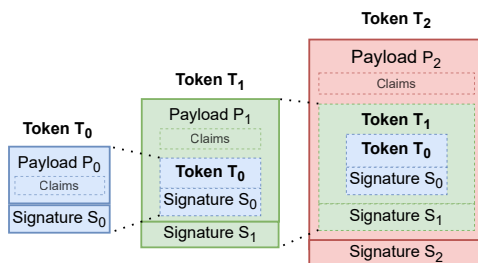 Token T0
Payload P0
Claims
Signature S0
Token T1
Payload P1
Claims
Token T0
Signature S0
Signature S1
Token T2
Payload P2
Claims
Token T1
Token T0
Signature S0
Signature S1
Signature S2